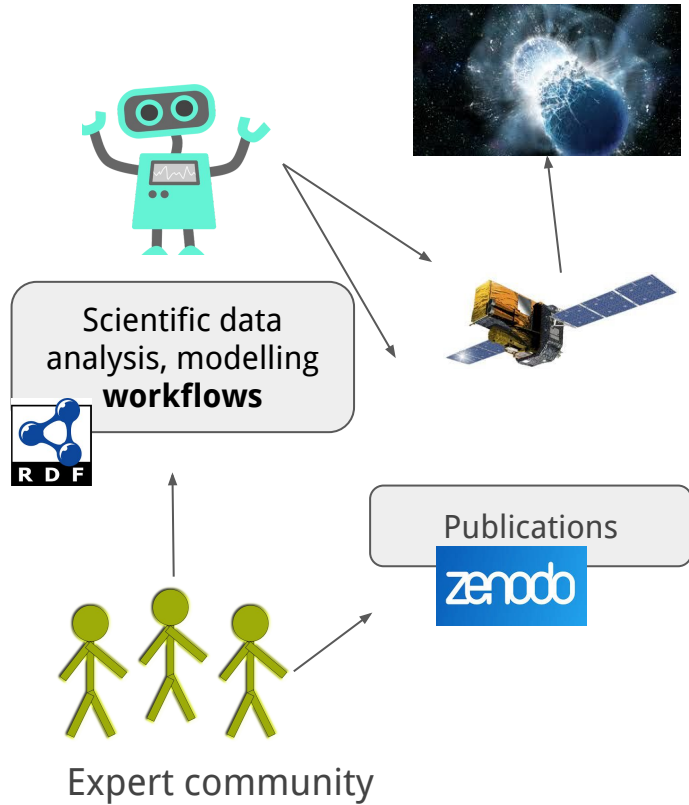 Scientific data
analysis, modelling
workflows
RDF
Publications
zenodo
Expert community